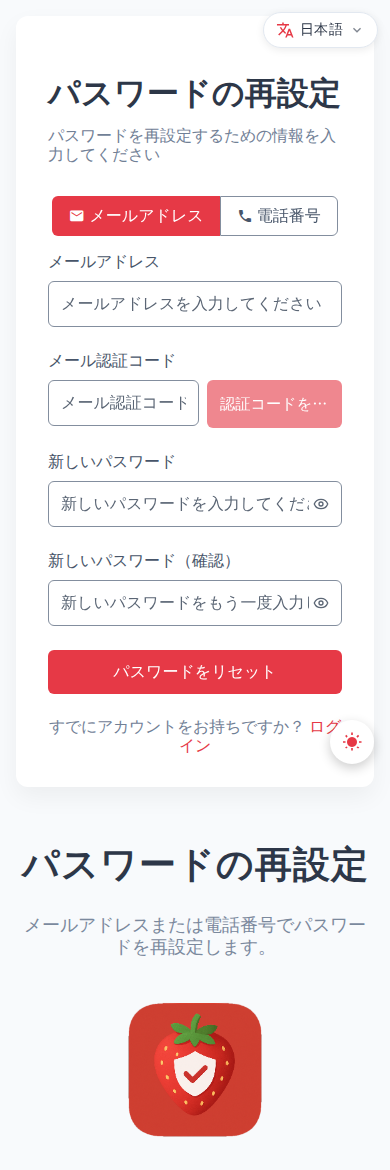 日本語
パスワードの再設定
パスワードを再設定するための情報を入
力してください
メールアドレス
電話番号
メールアドレス
メールアドレスを入力してください
メール認証コード
メール認証コード
認証コードを…
新しいパスワード
新しいパスワードを入力してくだ
新しいパスワード（確認）
新しいパスワードをもう一度入力
パスワードをリセット
すでにアカウントをお持ちですか？ ログ
イン
パスワードの再設定
メールアドレスまたは電話番号でパスワー
ドを再設定します。